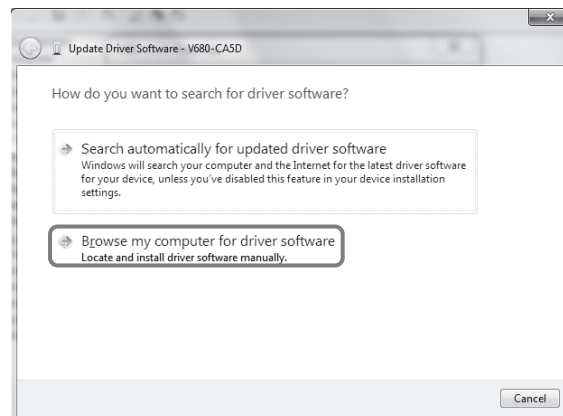 Update Driver Software - V680-CA5D
How do you want to search for driver software?
Search automatically for updated driver software
Windows will search your computer and the Internet for the latest driver software
for your device, unless you've disabled this feature in your device installation
settings.
Browse my computer for driver software
Locate and install driver software manually.
Cancel